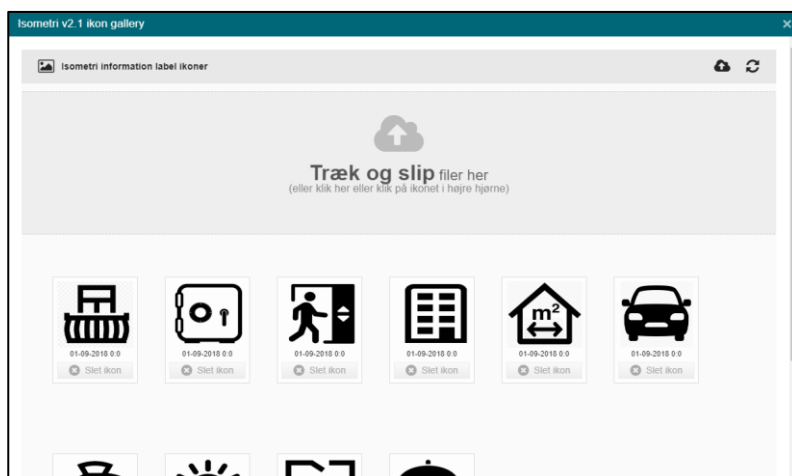 Isometri v2.1 ikon gallery
Isometri information label ikoner
Træk og slip filer her
(eller klik her eller klik på ikonet i højre hjørne)
m²
01-09-2018 0:0 01-09-2018 0:0 01-09-2018 0:0 01-09-2018 0:0 01-09-2018 0:0 01-09-2018 0:0
Slet ikon Slet ikon Slet ikon Slet ikon Slet ikon Slet ikon